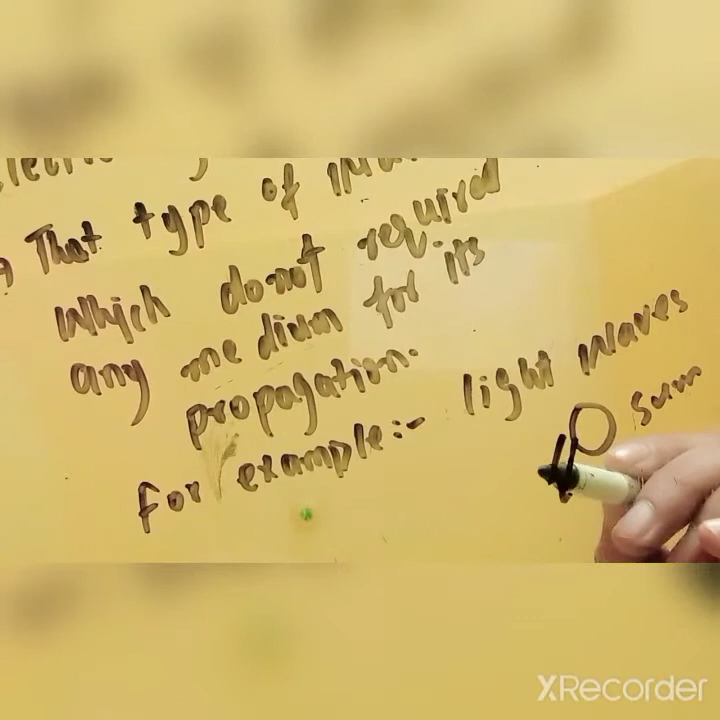 That type of
which donot required
any medium for its
propagation.
for example:- light waves
sun
XRecorder